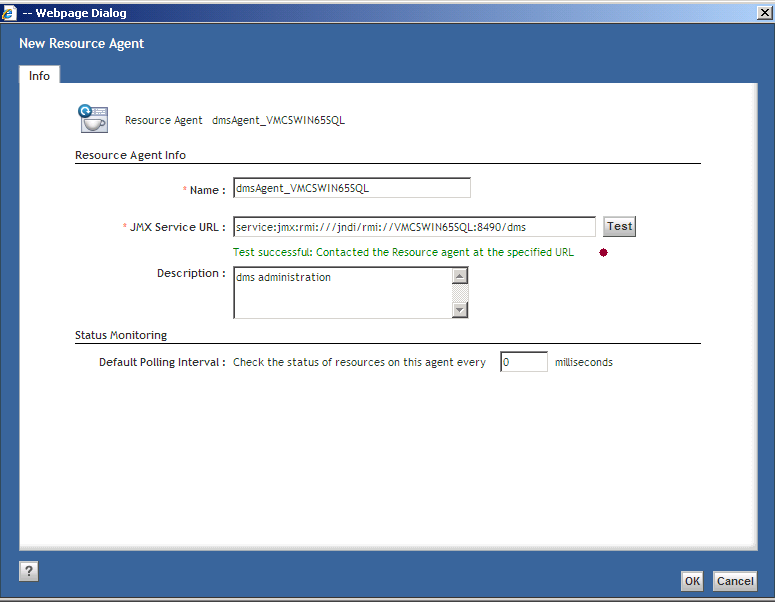 -- Webpage Dialog
New Resource Agent
Info
Resource Agent dmsAgent_VMCSWIN65SQL
Resource Agent Info
* Name : dmsAgent_VMCSWIN65SQL
* JMX Service URL : service:jmx:rmi:///jndi/rmi://VMCSWIN65SQL:8490/dms Test
Test successful: Contacted the Resource agent at the specified URL
Description : dms administration
Status Monitoring
Default Polling Interval : Check the status of resources on this agent every 0 milliseconds
?
OK Cancel